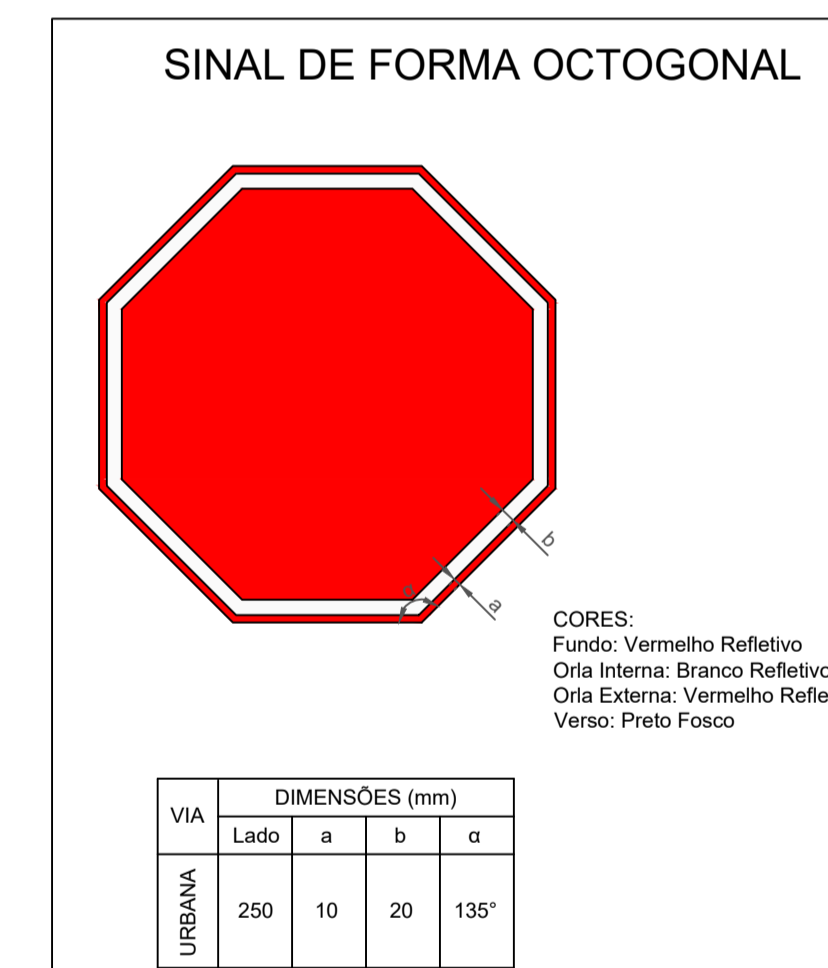 SINAL DE FORMA OCTOGONAL
b
a
α
CORES:
Fundo: Vermelho Refletivo
Orla Interna: Branco Refletivo
Orla Externa: Vermelho Refle
Verso: Preto Fosco
VIA
DIMENSÕES (mm)
Lado a b α
URBANA 250 10 20 135°